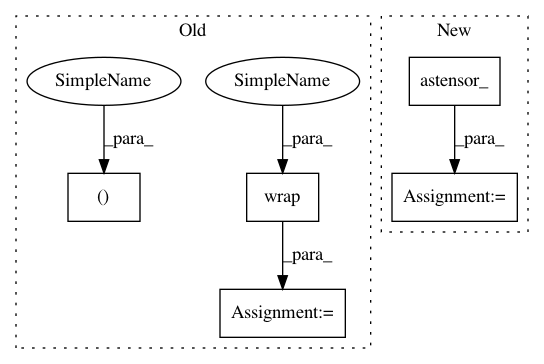 Old
New
SimpleName
SimpleName
astensor_
_para_
_para_
_para_
()
wrap
Assignment:=
_para_
Assignment:=